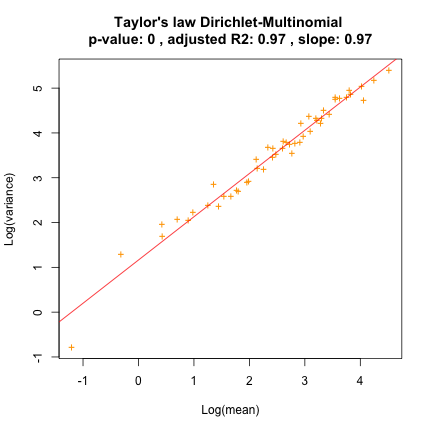 Taylor's law Dirichlet-Multinomial
p-value: 0 , adjusted R2: 0.97 , slope: 0.97
Log(variance)
5
4
3
2
1
0
-1
-1 0 1 2 3 4
Log(mean)